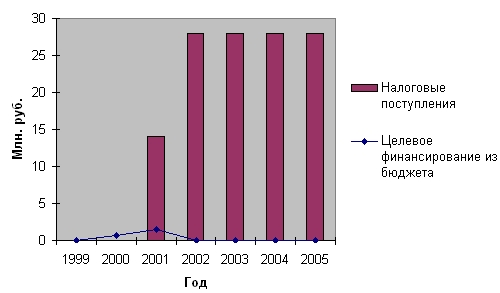 30
25
20
15
10
5
0
Млн. руб.
1999 2000 2001 2002 2003 2004 2005
Год
Налоговые
поступления
Целевое
финансирование из
бюджета